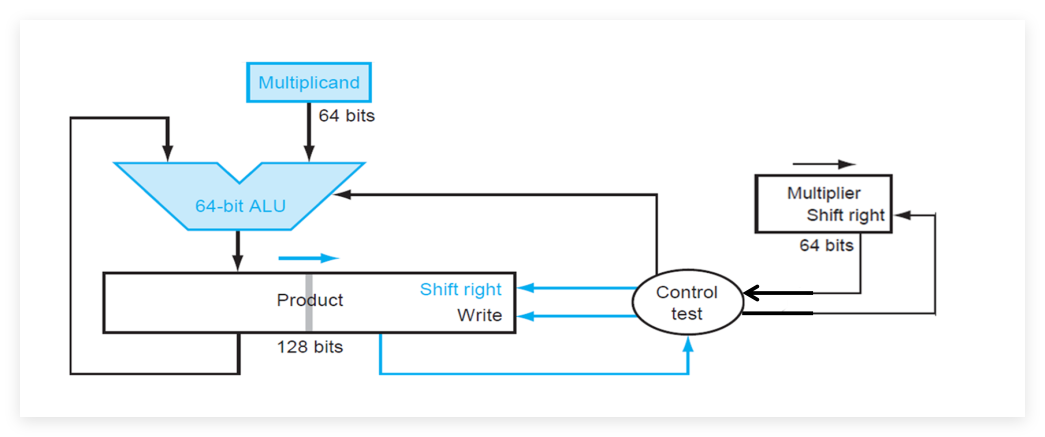 Multiplicand
64 bits
64-bit ALU
Multiplier
Shift right
64 bits
Product
Shift right
Write
128 bits
Control
test